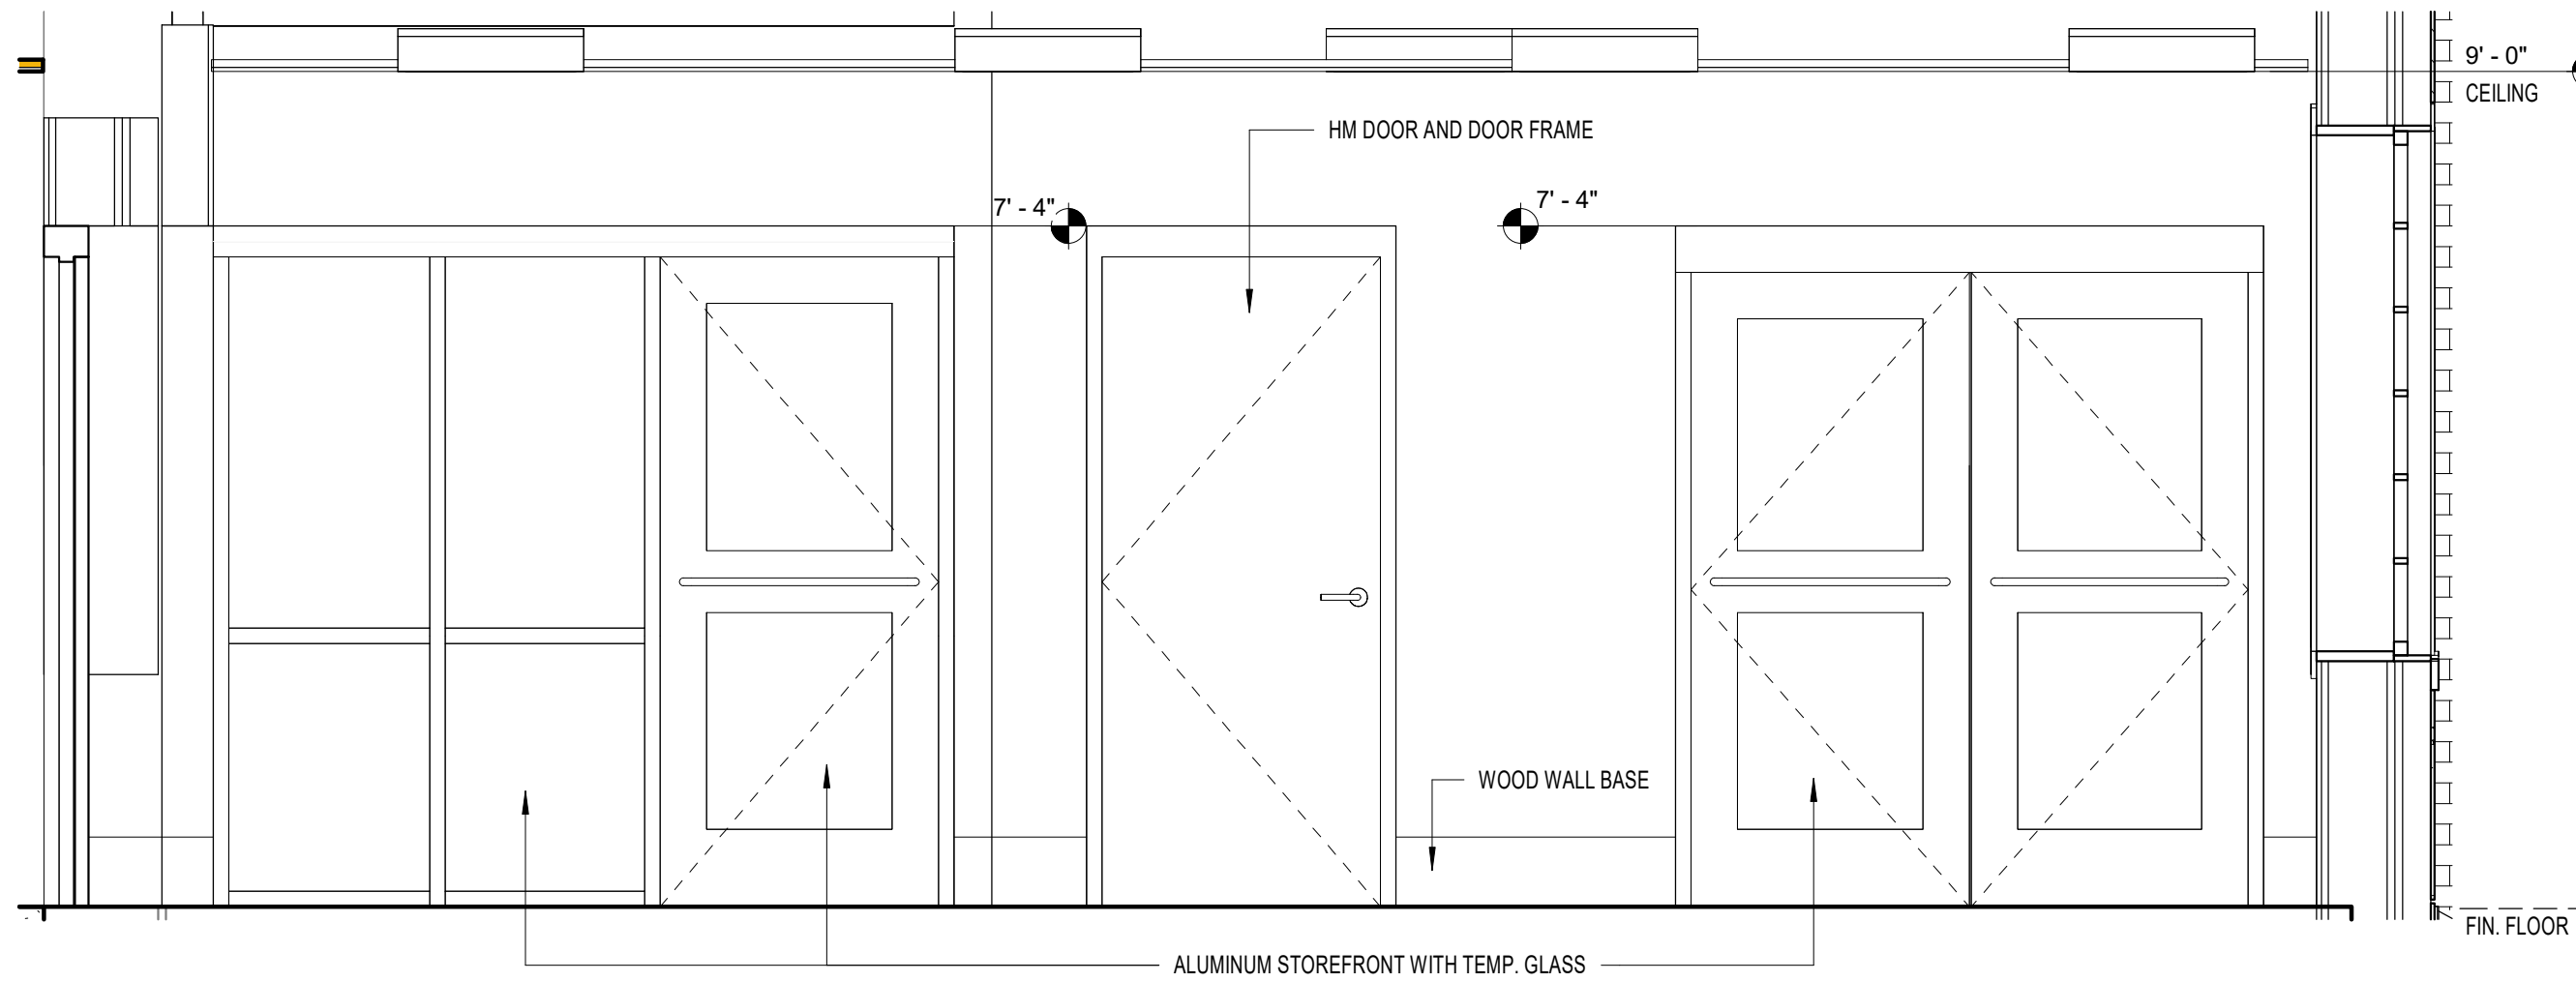 9' - 0"
CEILING
HM DOOR AND DOOR FRAME
7' - 4"
7' - 4"
WOOD WALL BASE
FIN. FLOOR
ALUMINUM STOREFRONT WITH TEMP. GLASS